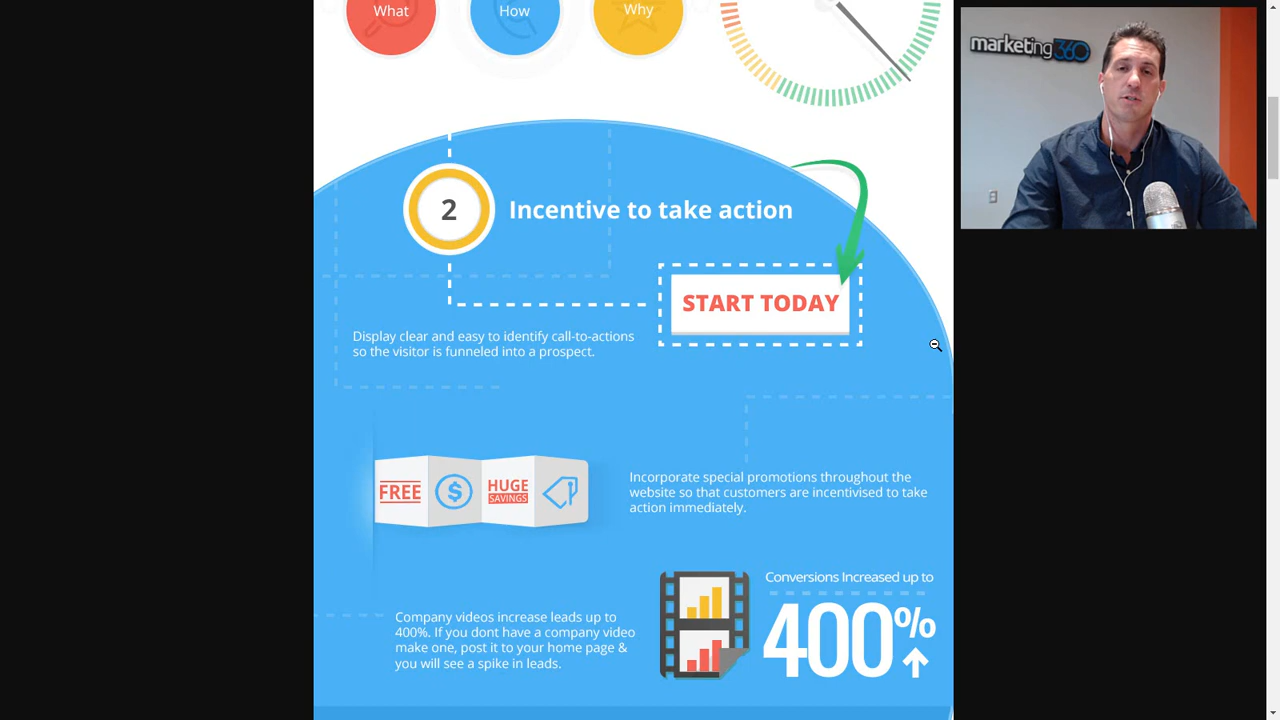 What
How
Why
marketing360
2
Incentive to take action
START TODAY
Display clear and easy to identify call-to-actions
so the visitor is funneled into a prospect.
FREE
$
HUGE
SAVINGS
Incorporate special promotions throughout the
website so that customers are incentivised to take
action immediately.
Conversions Increased up to
400%
Company videos increase leads up to
400%. If you dont have a company video
make one, post it to your home page &
you will see a spike in leads.